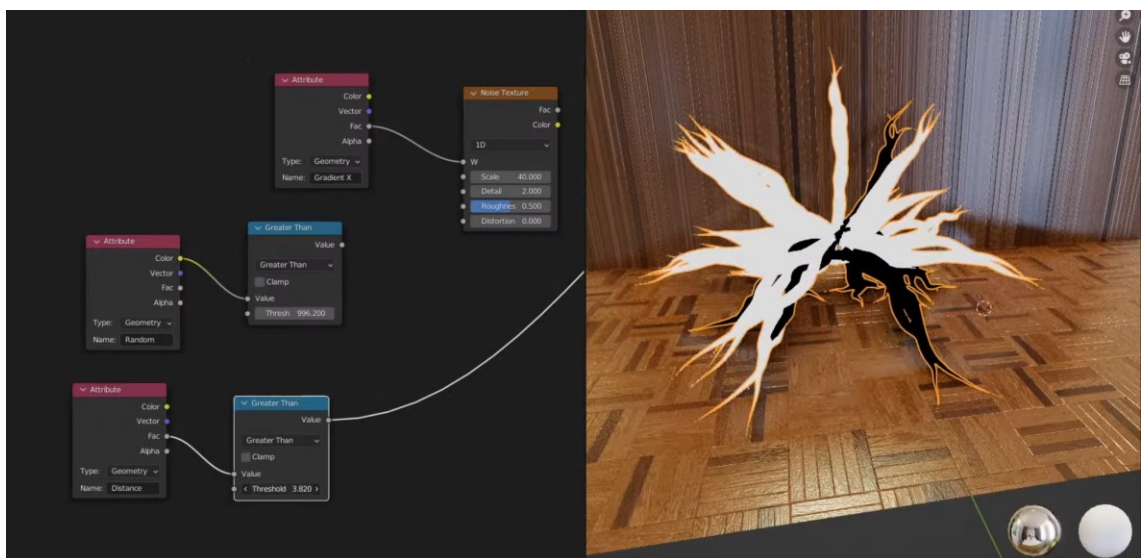 Attribute
Color
Vector
Fac
Alpha
Type: Geometry
Name: Gradient X
Noise Texture
Fac
Color
1D
W
Scale 40.000
Detail 2.000
Roughnes 0.500
Distortion 0.000
Attribute
Color
Vector
Fac
Alpha
Type: Geometry
Name: Random
Greater Than
Value
Greater Than
Clamp
Value
Thresh 996.200
Attribute
Color
Vector
Fac
Alpha
Type: Geometry
Name: Distance
Greater Than
Value
Greater Than
Clamp
Value
Threshold 3.820